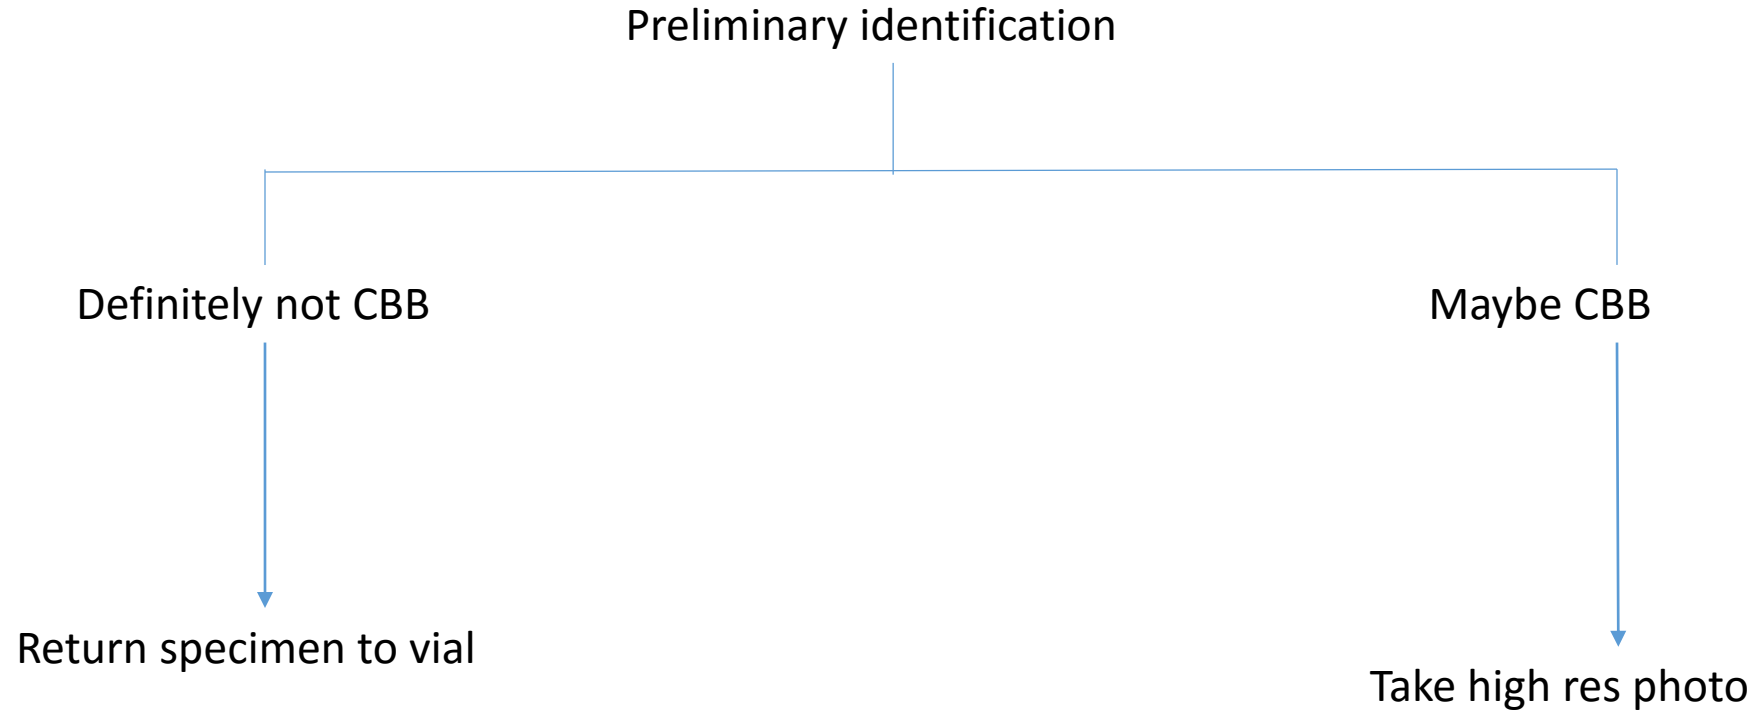 Preliminary identification
Definitely not CBB
Maybe CBB
Return specimen to vial
Take high res photo